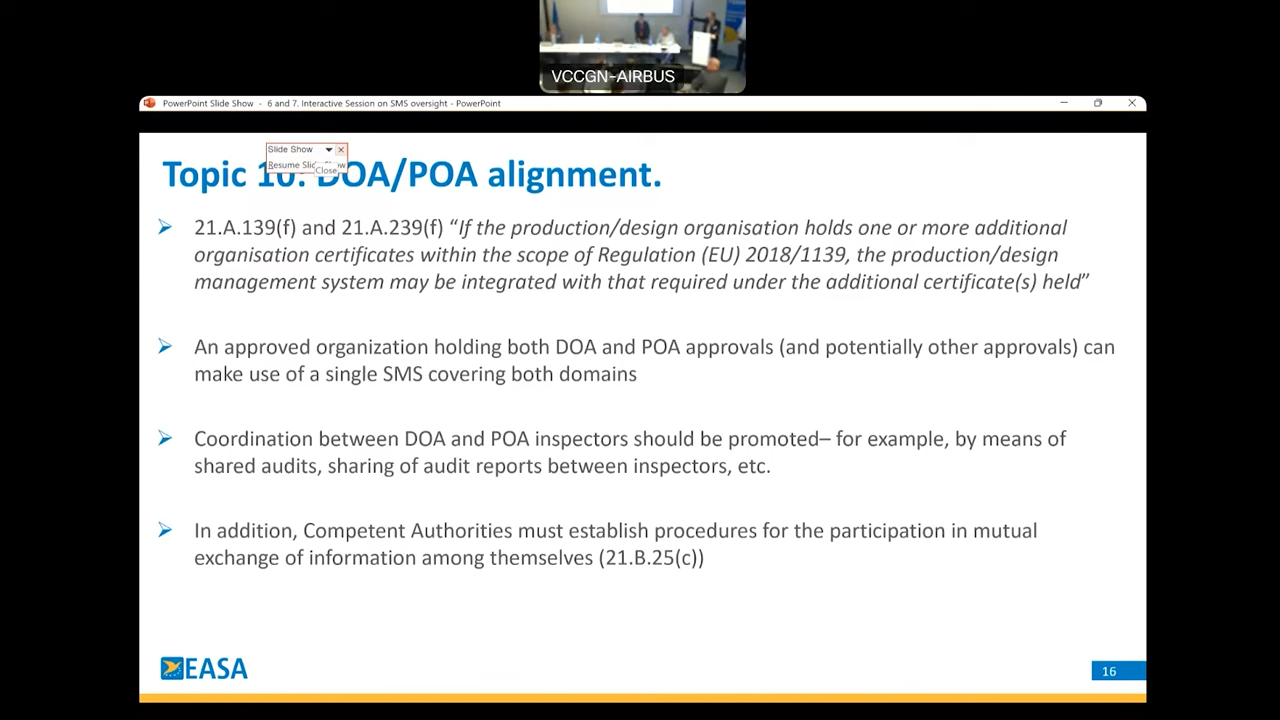 VCCGN-AIRBUS
PowerPoint Slide Show - 6 and 7. Interactive Session on SMS oversight - PowerPoint
Slide Show
Resume Slide Show
Close
Topic 10. DOA/POA alignment.
21.A.139(f) and 21.A.239(f) “If the production/design organisation holds one or more additional
organisation certificates within the scope of Regulation (EU) 2018/1139, the production/design
management system may be integrated with that required under the additional certificate(s) held”
An approved organization holding both DOA and POA approvals (and potentially other approvals) can
make use of a single SMS covering both domains
Coordination between DOA and POA inspectors should be promoted– for example, by means of
shared audits, sharing of audit reports between inspectors, etc.
In addition, Competent Authorities must establish procedures for the participation in mutual
exchange of information among themselves (21.B.25(c))
EASA
16